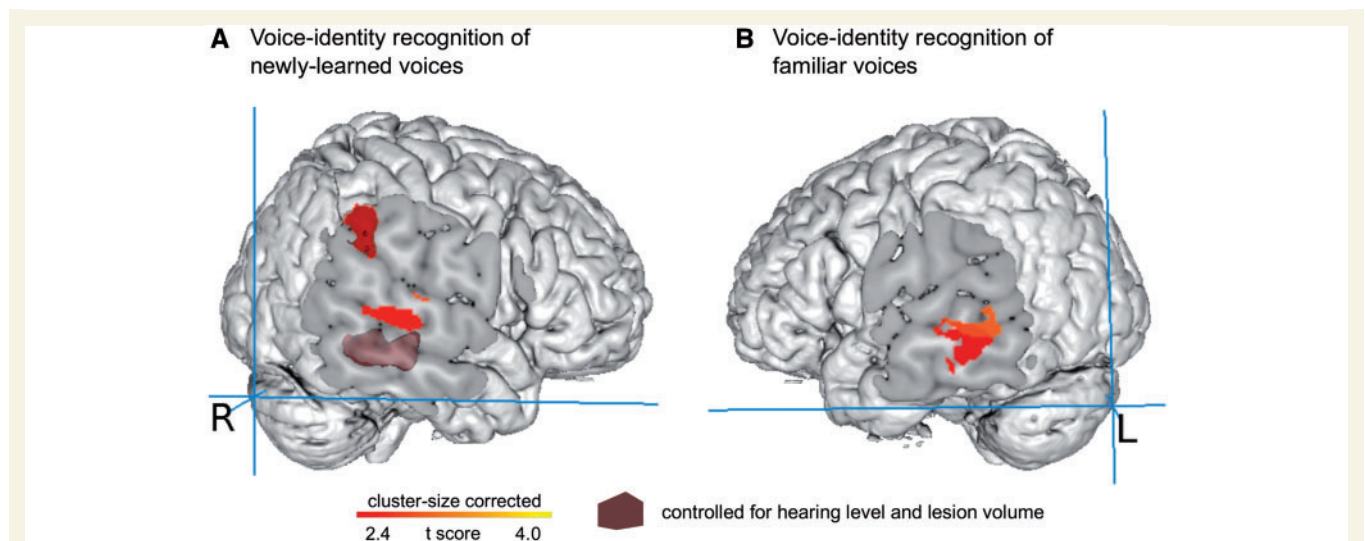 A Voice-identity recognition of
newly-learned voices
B Voice-identity recognition of
familiar voices
R
L
cluster-size corrected
2.4 t score 4.0
controlled for hearing level and lesion volume